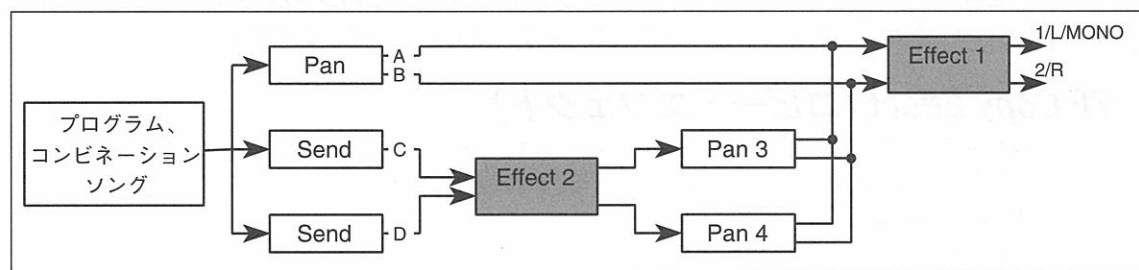 プログラム、
コンビネーション
ソング
Pan
A
B
Send
C
Send
D
Effect 2
Pan 3
Pan 4
Effect 1
1/L/MONO
2/R